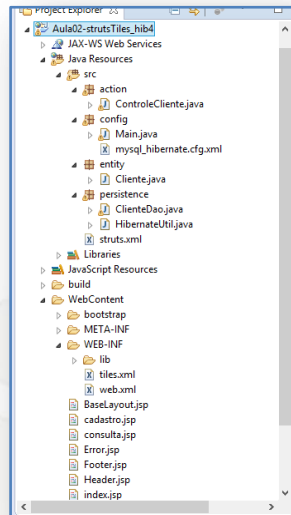 Project Explorer
Aula02-strutsTiles_hib4
JAX-WS Web Services
Java Resources
src
action
ControleCliente.java
config
Main.java
mysql_hibernate.cfg.xml
entity
Cliente.java
persistence
ClienteDao.java
HibernateUtil.java
struts.xml
Libraries
JavaScript Resources
build
WebContent
bootstrap
META-INF
WEB-INF
lib
tiles.xml
web.xml
BaseLayout.jsp
cadastro.jsp
consulta.jsp
Error.jsp
Footer.jsp
Header.jsp
index.jsp